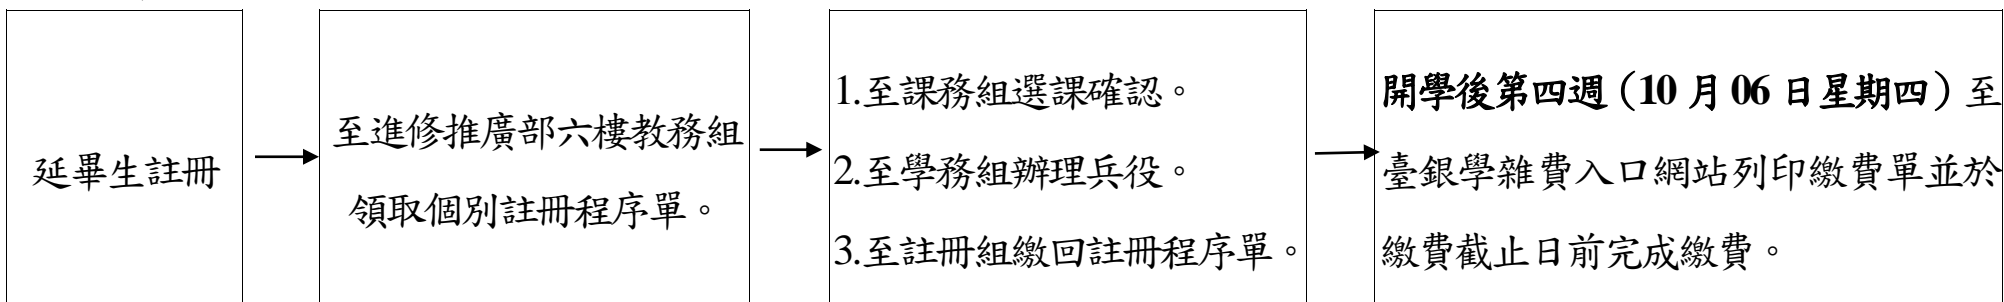 延畢生註冊
至進修推廣部六樓教務組
領取個別註冊程序單。
1.至課務組選課確認。
2.至學務組辦理兵役。
3.至註冊組繳回註冊程序單。
開學後第四週（10 月 06 日星期四）至
臺銀學雜費入口網站列印繳費單並於
繳費截止日前完成繳費。